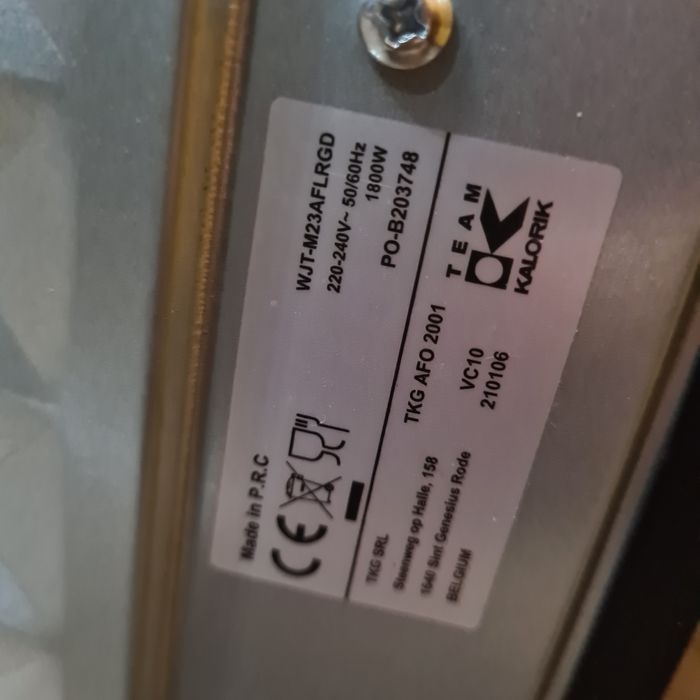 Made in P.R.C
WJT-M23AFLRGD
220-240V~ 50/60Hz
1800W
CE
PO-B203748
TKG SRL
Steenweg op Halle, 158
1640 Sint Genesius Rode
BELGIUM
TKG AFO 2001
VC10
210106
TEAM
K
KALORIK